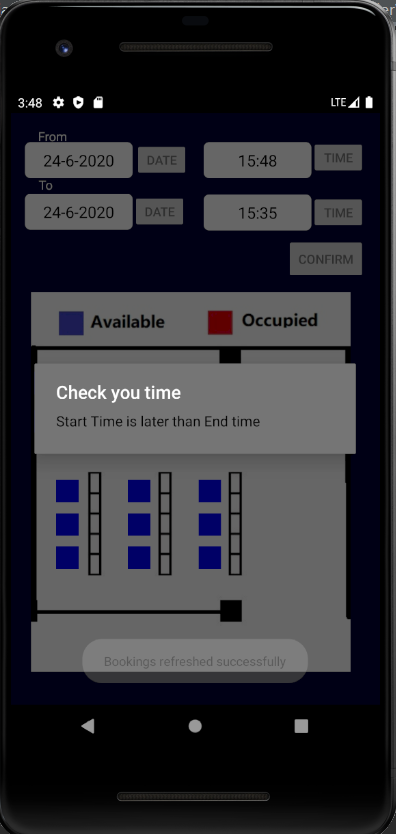 3:48
LTE
From
24-6-2020 DATE 15:48 TIME
To
24-6-2020 DATE 15:35 TIME
CONFIRM
Available Occupied
Check you time
Start Time is later than End time
Bookings refreshed successfully